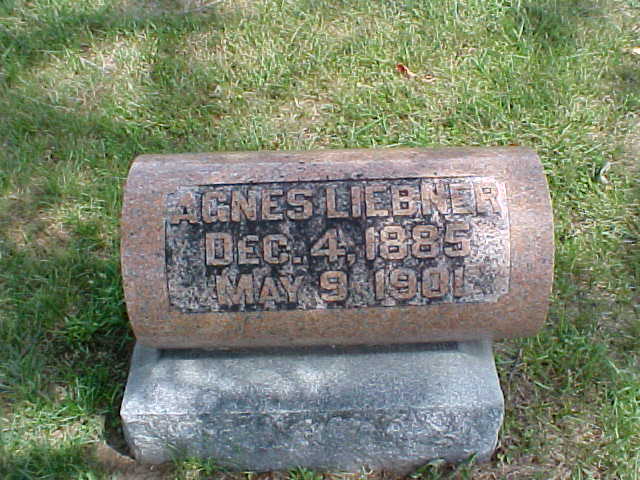 AGNES LIEBNER
DEC. 4, 1885
MAY 9 1901